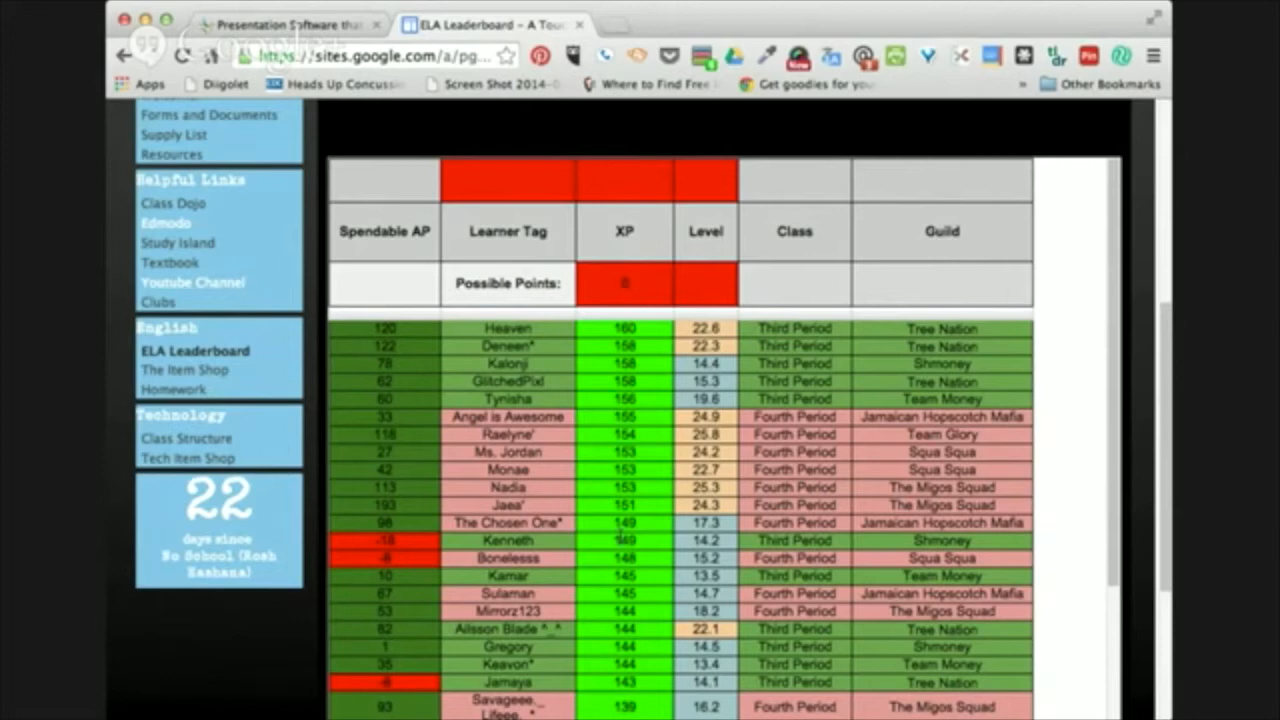 Presentation Software that
ELA Leaderboard – A Tou
https://sites.google.com/a/pg...
Apps Diigolet Heads Up Concuss Screen Shot 2014- Where to Find Free Get goodies for you » Other Bookmarks
Forms and Documents
Supply List
Resources
Helpful Links
Class Dojo
Edmodo
Study Island
Textbook
Youtube Channel
Clubs
English
ELA Leaderboard
The Item Shop
Homework
Technology
Class Structure
Tech Item Shop
22
days since
No School (Rosh
Hashana)
Spendable AP Learner Tag XP Level Class Guild
Possible Points:
120 Heaven 160 22.6 Third Period Tree Nation
122 Deneen* 158 22.3 Third Period Tree Nation
78 Kalonji 158 14.4 Third Period Shmoney
62 GlitchedPixl 158 15.3 Third Period Tree Nation
60 Tynisha 156 19.6 Third Period Team Money
33 Angel is Awesome 155 24.9 Fourth Period Jamaican Hopscotch Mafia
118 Raelyne' 154 25.8 Fourth Period Team Glory
27 Ms. Jordan 153 24.2 Fourth Period Squa Squa
42 Monae 153 22.7 Fourth Period Squa Squa
113 Nadia 153 25.3 Fourth Period The Migos Squad
193 Jaea' 151 24.3 Fourth Period The Migos Squad
98 The Chosen One* 149 17.3 Fourth Period Jamaican Hopscotch Mafia
-18 Kenneth 149 14.2 Third Period Shmoney
-8 Bonelesss 148 15.2 Fourth Period Squa Squa
10 Kamar 145 13.5 Third Period Team Money
67 Sulaman 145 14.7 Fourth Period Jamaican Hopscotch Mafia
53 Mirrorz123 144 18.2 Fourth Period The Migos Squad
82 Ailsson Blade ^_^ 144 22.1 Third Period Tree Nation
1 Gregory 144 14.5 Third Period Shmoney
35 Keavon* 144 13.4 Third Period Team Money
-8 Jamaya 143 14.1 Third Period Tree Nation
93 Savageee._ Lifeee._* 139 16.2 Fourth Period The Migos Squad